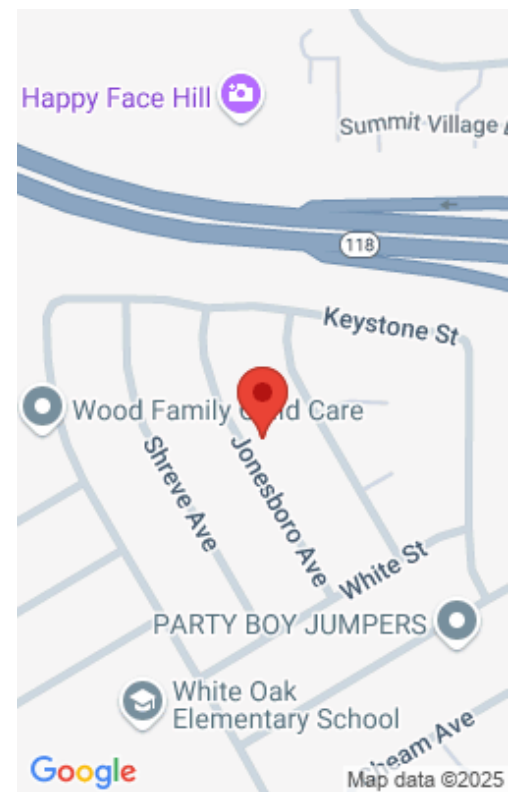 Happy Face Hill
Summit Village
118
Keystone St
Wood Family Child Care
Shreve Ave
Jonesboro Ave
White St
PARTY BOY JUMPERS
White Oak
Elementary School
Google
Map data ©2025